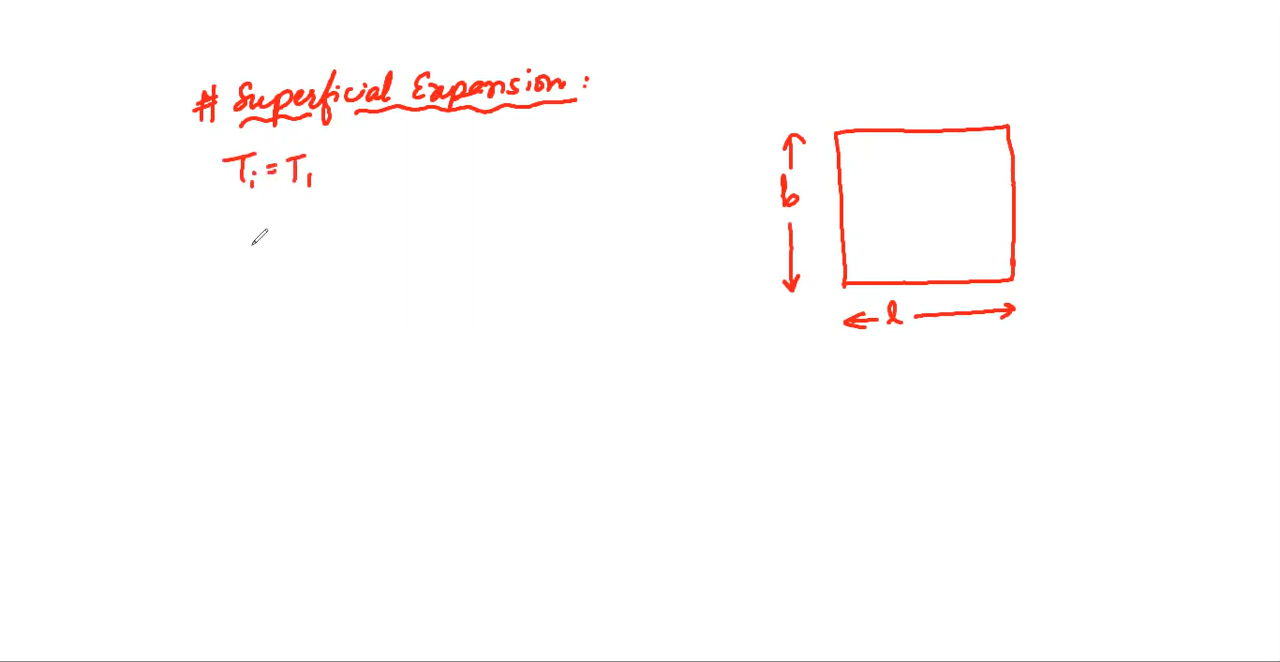 # Superficial Expansion :
Ti = T1
b
l